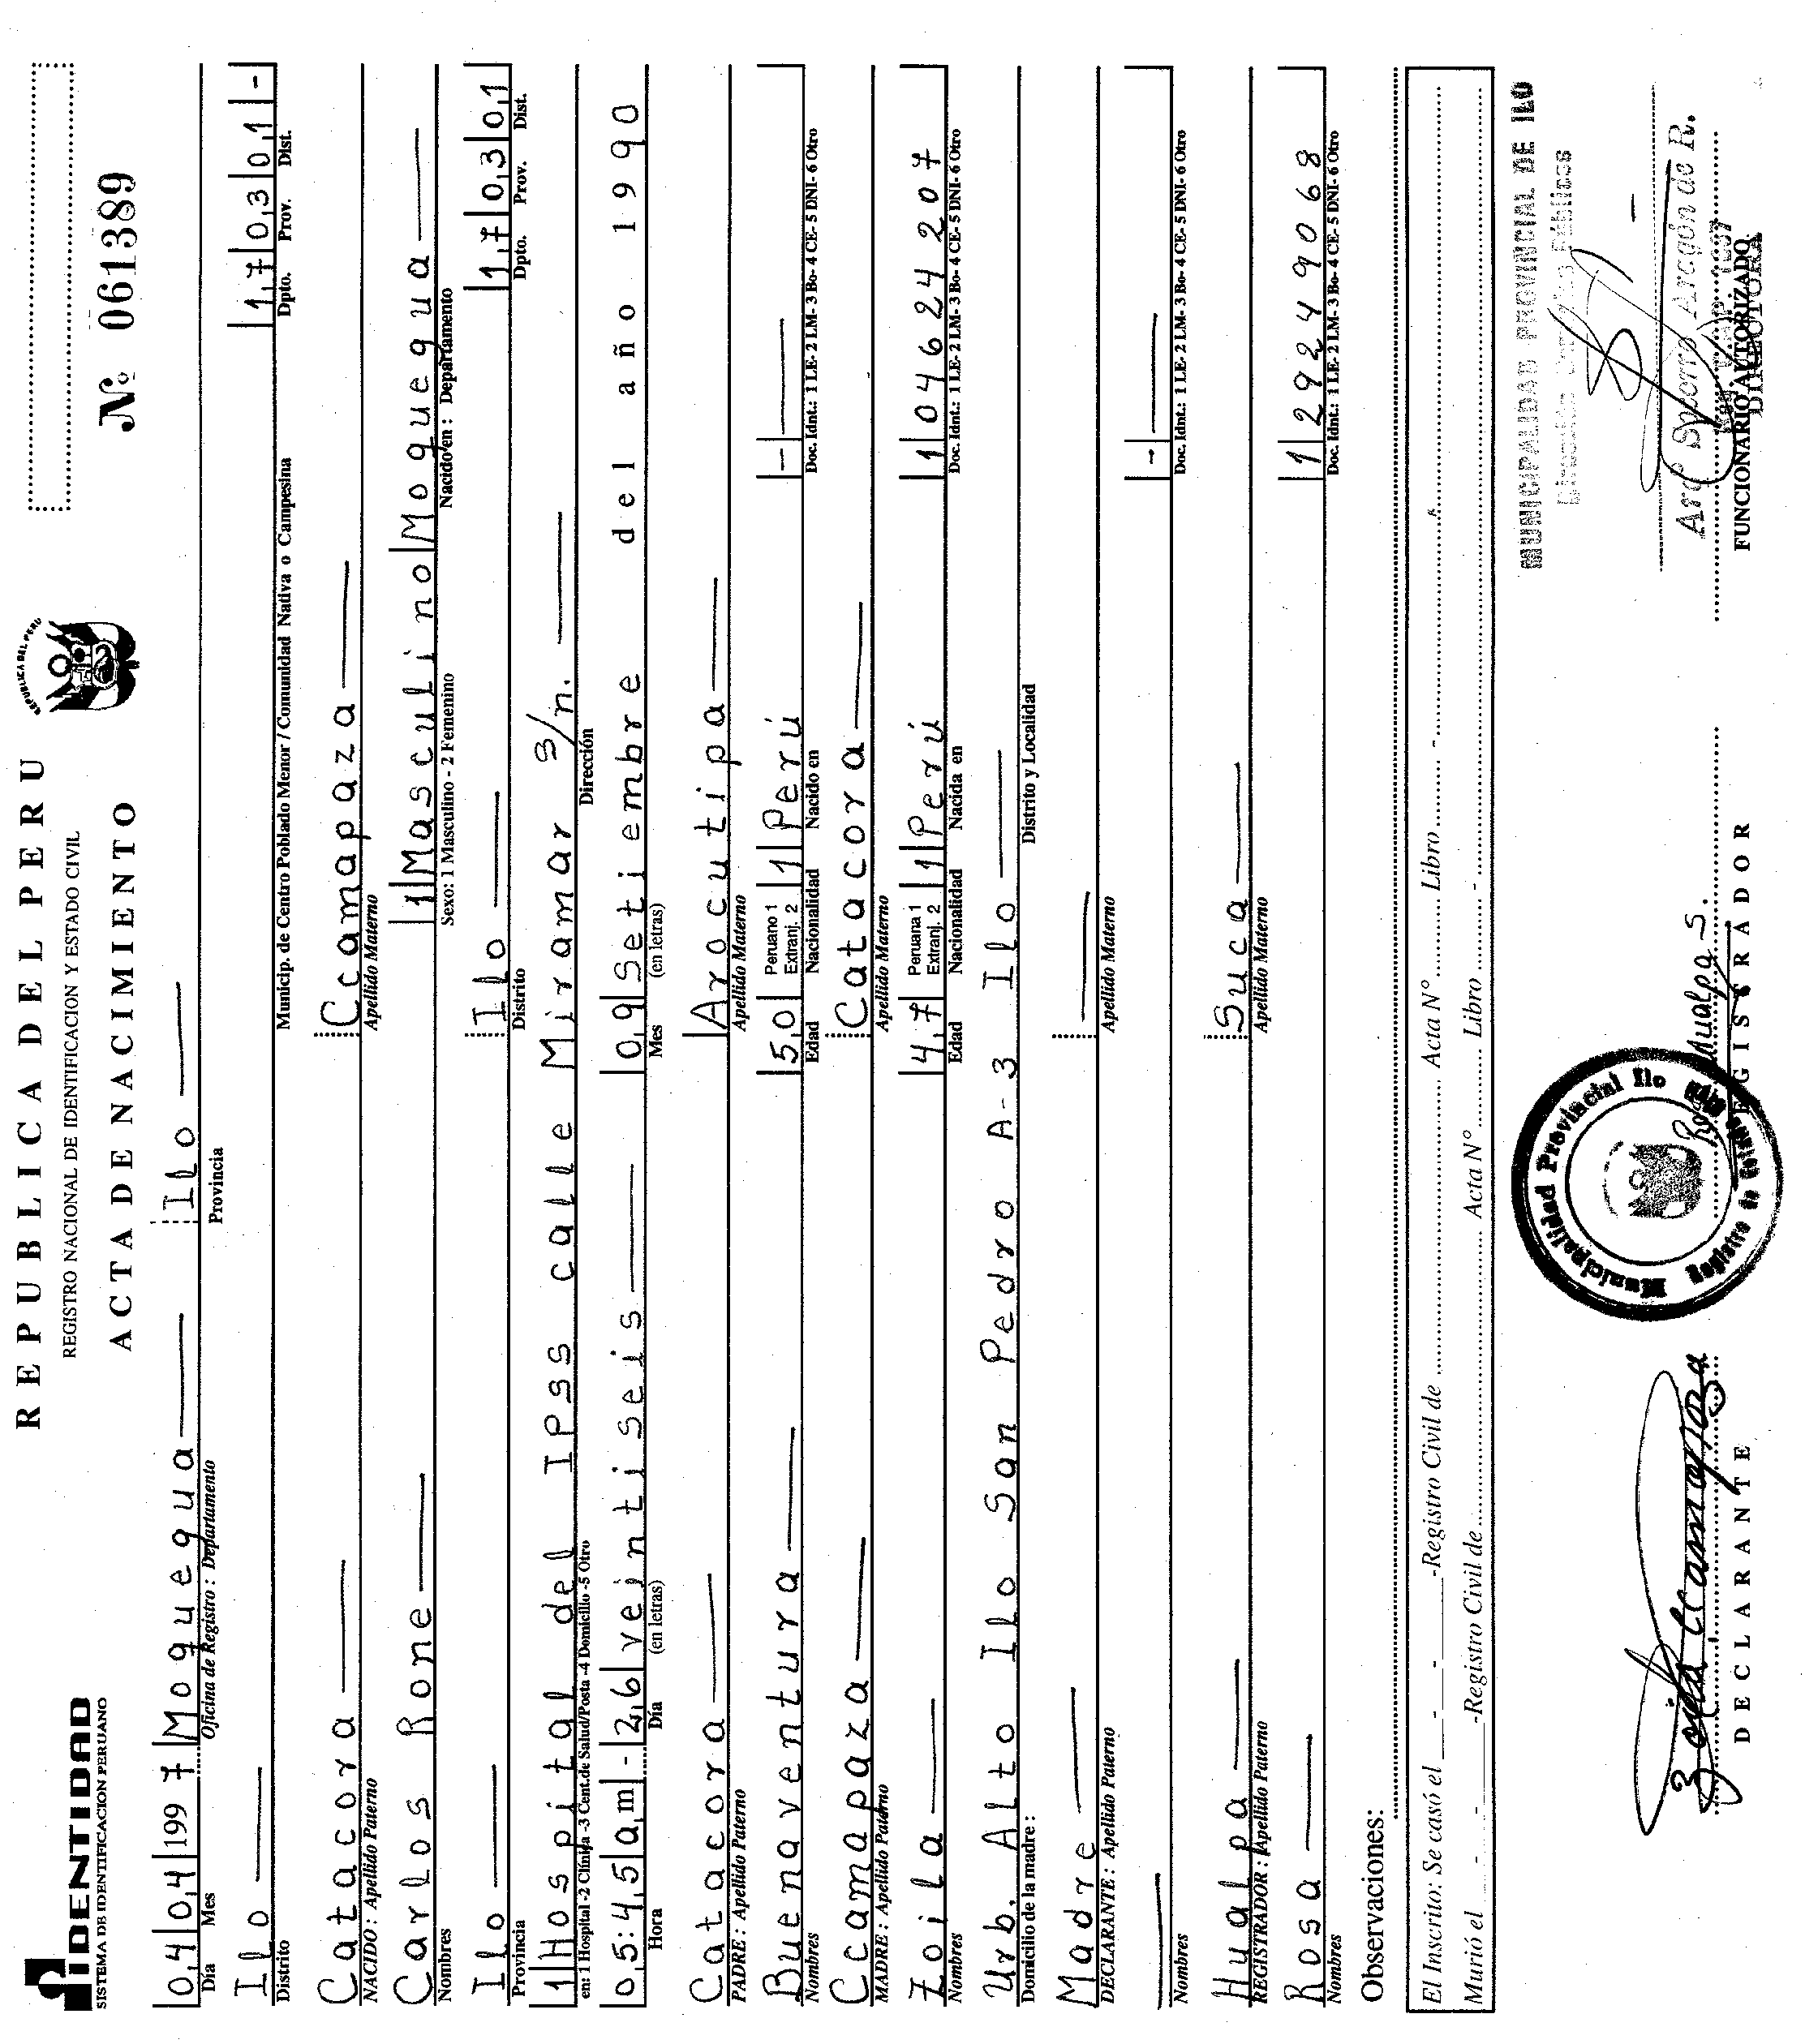 IDENTIDAD
SISTEMA DE IDENTIFICACION PERUANO
REPUBLICA DEL PERU
REPUBLICA DEL PERU
REGISTRO NACIONAL DE IDENTIFICACION Y ESTADO CIVIL
ACTA DE NACIMIENTO
Nº 061389
04 04 1997 Moquegua Ilo
Día Mes Oficina de Registro : Departamento Provincia
Ilo 17 03 01 -
Distrito Municip. de Centro Poblado Menor / Comunidad Nativa o Campesina Dpto. Prov. Dist.
Catacora Ccamapaza
NACIDO : Apellido Paterno Apellido Materno
Carlos Rone 1 Masculino Moquegua
Nombres Sexo: 1 Masculino - 2 Femenino Nacido en : Departamento
Ilo Ilo 17 03 01
Provincia Distrito Dpto. Prov. Dist.
1 Hospital del IPSS calle Miramar S/n.
en: 1 Hospital -2 Clínica -3 Cent.de Salud/Posta -4 Domicilio -5 Otro Dirección
05:45 am - 26 veintiseis 09 Setiembre del año 1990
Hora Día (en letras) Mes (en letras)
Catacora Arocutipa
PADRE : Apellido Paterno Apellido Materno
Buenaventura 50 Peruano 1 Extranj. 2 1 Perú -
Nombres Edad Nacionalidad Nacido en Doc. Idnt.: 1 LE- 2 LM- 3 Bo- 4 CE- 5 DNI- 6 Otro
Ccamapaza Catacora
MADRE : Apellido Paterno Apellido Materno
Zoila 47 Peruana 1 Extranj. 2 1 Perú 1 04624207
Nombres Edad Nacionalidad Nacida en Doc. Idnt.: 1 LE- 2 LM- 3 Bo- 4 CE- 5 DNI- 6 Otro
Urb. Alto Ilo San Pedro A-3 Ilo
Domicilio de la madre : Distrito y Localidad
Madre
DECLARANTE : Apellido Paterno Apellido Materno
-
Nombres Doc. Idnt.: 1 LE- 2 LM- 3 Bo- 4 CE- 5 DNI- 6 Otro
Hualpa Suca
REGISTRADOR : Apellido Paterno Apellido Materno
Rosa 1 29249068
Nombres Doc. Idnt.: 1 LE- 2 LM- 3 Bo- 4 CE- 5 DNI- 6 Otro
Observaciones:
El Inscrito: Se casó el - - -Registro Civil de Acta N° Libro -
Murió el - - -Registro Civil de Acta N° Libro -
MUNICIPALIDAD PROVINCIAL DE ILO
Municipalidad Provincial Ilo
Zoila Ccamapaza
Hualpa S.
Aragón de R.
DECLARANTE
REGISTRADOR
FUNCIONARIO AUTORIZADO
DIRECTORA